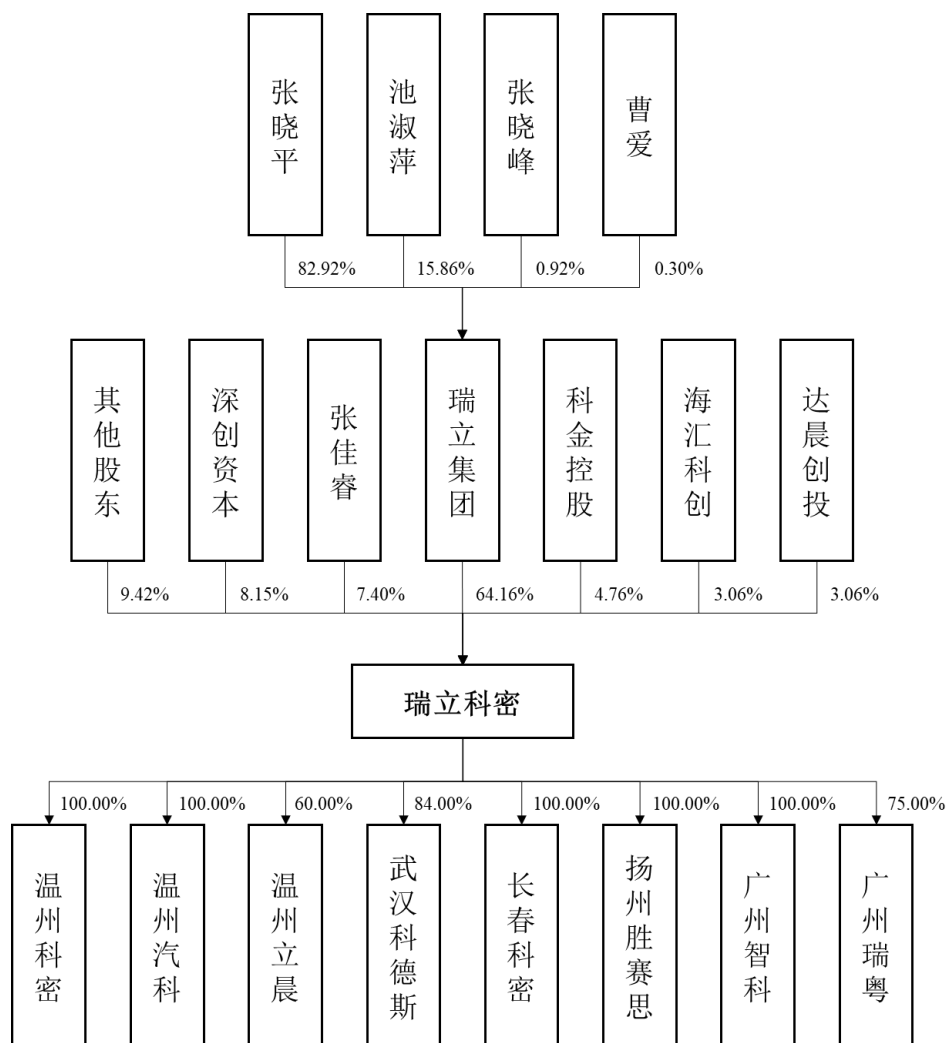 张晓平
池淑萍
张晓峰
曹爱
82.92%
15.86%
0.92%
0.30%
其他股东
深创资本
张佳睿
瑞立集团
科金控股
海汇科创
达晨创投
9.42%
8.15%
7.40%
64.16%
4.76%
3.06%
3.06%
瑞立科密
100.00%
100.00%
60.00%
84.00%
100.00%
100.00%
100.00%
75.00%
温州科密
温州汽科
温州立晨
武汉科德斯
长春科密
扬州胜赛思
广州智科
广州瑞粤